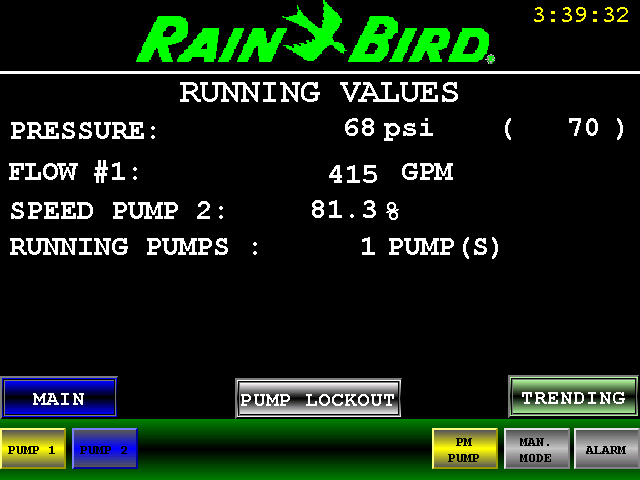 RAIN BIRD
3:39:32
RUNNING VALUES
PRESSURE: 68 psi ( 70 )
FLOW #1: 415 GPM
SPEED PUMP 2: 81.3 %
RUNNING PUMPS : 1 PUMP(S)
MAIN
PUMP LOCKOUT
TRENDING
PUMP 1
PUMP 2
PM
PUMP
MAN.
MODE
ALARM